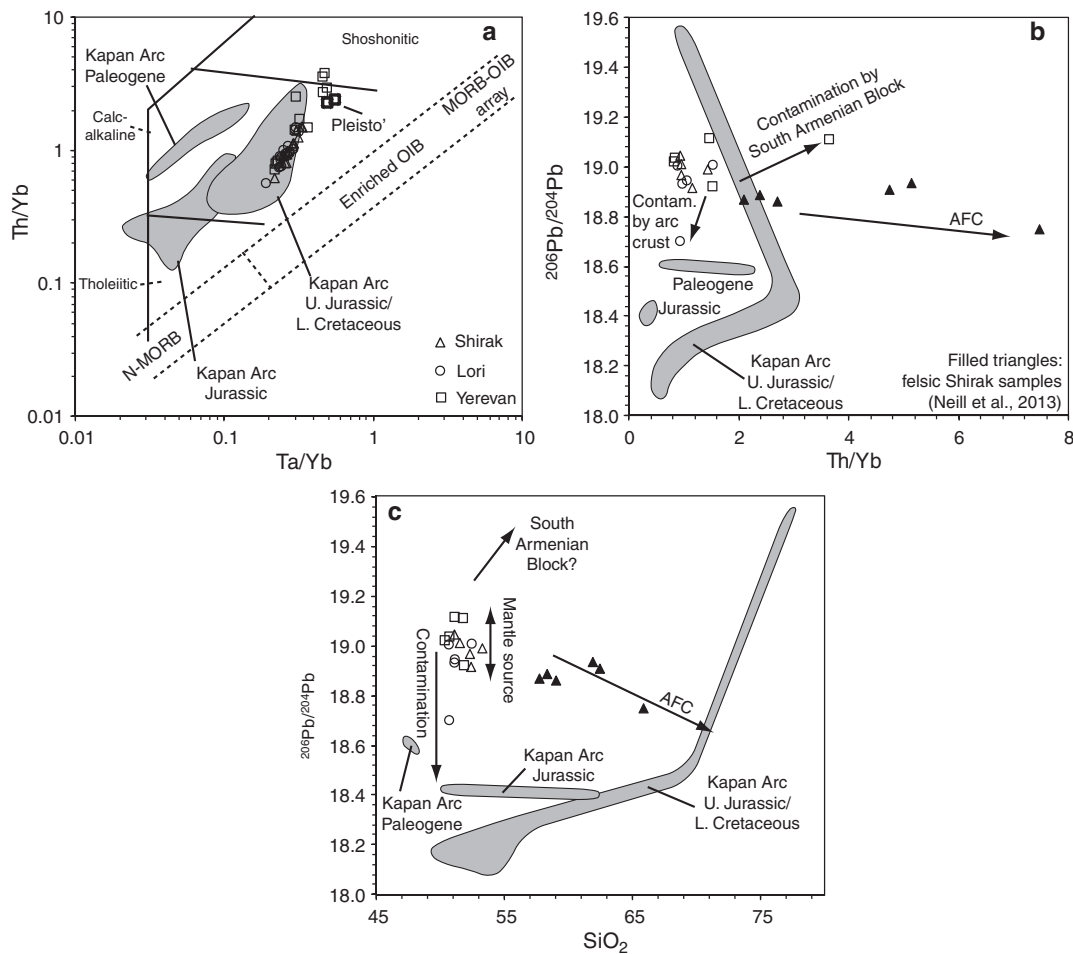 a
10
1
0.1
0.01
Th/Yb
0.01
0.1
1
10
Ta/Yb
Kapan Arc
Paleogene
Shoshonitic
Calc-
alkaline
MORB-OIB
array
Pleisto'
Enriched OIB
Tholeiitic
N-MORB
Kapan Arc
U. Jurassic/
L. Cretaceous
Kapan Arc
Jurassic
Shirak
Lori
Yerevan
b
19.6
19.4
19.2
19.0
18.8
18.6
18.4
18.2
18.0
206Pb/204Pb
0
2
4
6
8
Th/Yb
Contamination by
South Armenian Block
Contam.
by arc
crust
AFC
Paleogene
Jurassic
Kapan Arc
U. Jurassic/
L. Cretaceous
Filled triangles:
felsic Shirak samples
(Neill et al., 2013)
c
19.6
19.4
19.2
19.0
18.8
18.6
18.4
18.2
18.0
206Pb/204Pb
45
55
65
75
SiO2
South
Armenian
Block?
Mantle source
Contamination
AFC
Kapan Arc
Jurassic
Kapan Arc
Paleogene
Kapan Arc
U. Jurassic/
L. Cretaceous